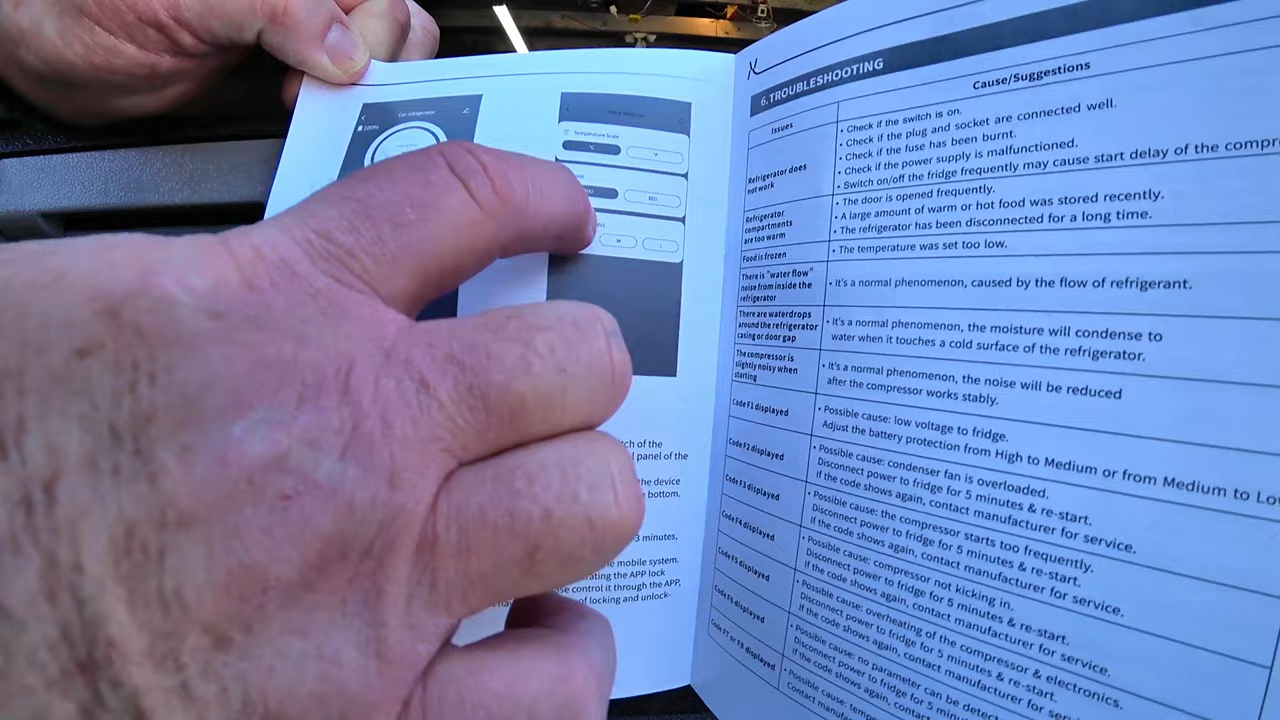 Car refrigerator
100%
More features
Temperature Scale
°C
°F
ECO
M
L
tch of the
l panel of the
the device
bottom.
3 minutes,
e mobile system.
ating the APP lock
se control it through the APP,
of locking and unlock-
6. TROUBLESHOOTING
Issues
Cause/Suggestions
Refrigerator does
not work
• Check if the switch is on.
• Check if the plug and socket are connected well.
• Check if the fuse has been burnt.
• Check if the power supply is malfunctioned.
• Switch on/off the fridge frequently may cause start delay of the compr
Refrigerator
compartments
are too warm
• The door is opened frequently.
• A large amount of warm or hot food was stored recently.
• The refrigerator has been disconnected for a long time.
Food is frozen
• The temperature was set too low.
There is "water flow"
noise from inside the
refrigerator
• It's a normal phenomenon, caused by the flow of refrigerant.
There are waterdrops
around the refrigerator
casing or door gap
• It's a normal phenomenon, the moisture will condense to
water when it touches a cold surface of the refrigerator.
The compressor is
slightly noisy when
starting
• It's a normal phenomenon, the noise will be reduced
after the compressor works stably.
Code F1 displayed
• Possible cause: low voltage to fridge.
Adjust the battery protection from High to Medium or from Medium to Lo
Code F2 displayed
• Possible cause: condenser fan is overloaded.
Disconnect power to fridge for 5 minutes & re-start.
If the code shows again, contact manufacturer for service.
Code F3 displayed
• Possible cause: the compressor starts too frequently.
Disconnect power to fridge for 5 minutes & re-start.
If the code shows again, contact manufacturer for service.
Code F4 displayed
• Possible cause: compressor not kicking in.
Disconnect power to fridge for 5 minutes & re-start.
If the code shows again, contact manufacturer for service.
Code F5 displayed
• Possible cause: overheating of the compressor & electronics.
Disconnect power to fridge for 5 minutes & re-start.
If the code shows again, contact manufacturer for serv
Code F6 displayed
• Possible cause: no parameter can be detect
Disconnect power to fridge for 5 minut
If the code shows again, contact
Code F7 or F8 displayed
• Possible cause: temp
Contact manufac